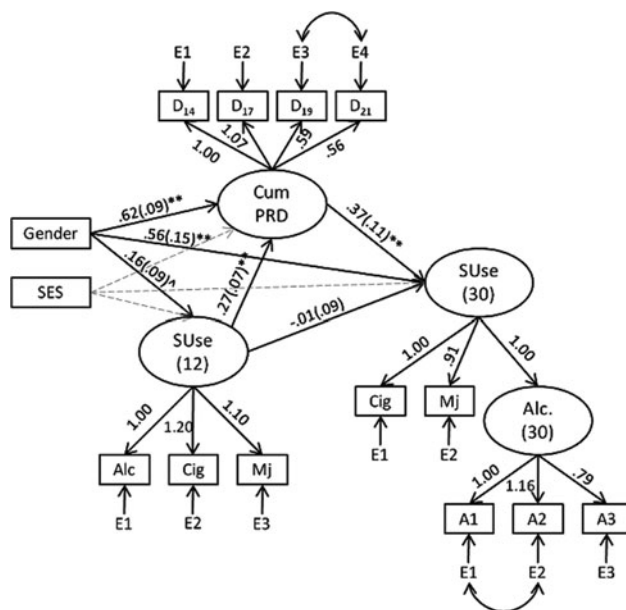 E1 E2 E3 E4
D14 D17 D19 D21
1.00 1.07 .59 .56
Cum
PRD
.62(.09)**
.37(.11)**
Gender
.56(.15)**
.16(.09)^
.27(.07)**
SES
SUse
(30)
-.01(.09)
SUse
(12)
1.00 .91 1.00
Cig Mj
E1 E2
Alc.
(30)
1.00 1.20 1.10
Alc Cig Mj
E1 E2 E3
1.00 1.16 .79
A1 A2 A3
E1 E2 E3